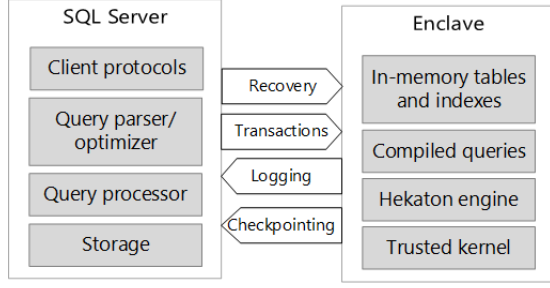 SQL Server
Client protocols
Query parser/
optimizer
Query processor
Storage
Recovery
Transactions
Logging
Checkpointing
Enclave
In-memory tables
and indexes
Compiled queries
Hekaton engine
Trusted kernel